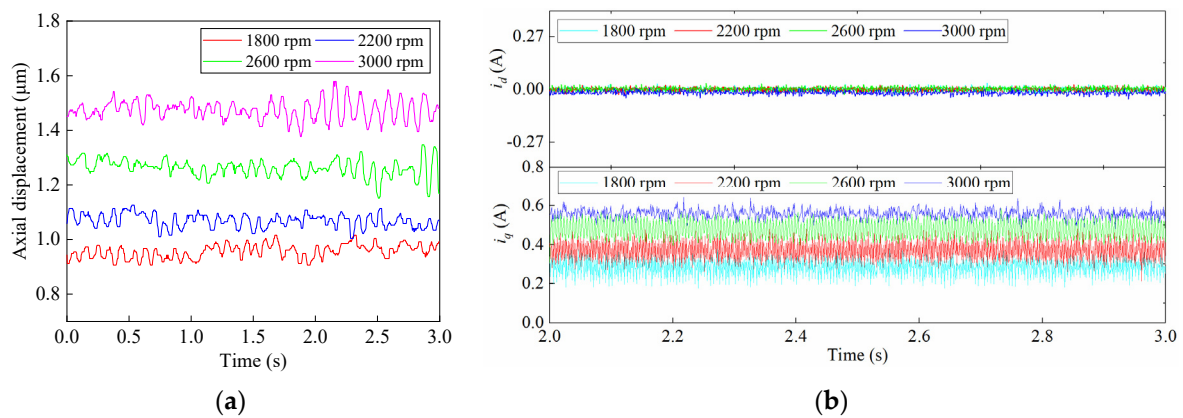 1.8
1800 rpm 2200 rpm
2600 rpm 3000 rpm
1.6
1.4
1.2
1.0
0.8
Axial displacement (μm)
0.0 0.5 1.0 1.5 2.0 2.5 3.0
Time (s)
(a)
1800 rpm 2200 rpm 2600 rpm 3000 rpm
0.27
0.00
-0.27
i_d (A)
0.8
1800 rpm 2200 rpm 2600 rpm 3000 rpm
0.6
0.4
0.2
0.0
i_q (A)
2.0 2.2 2.4 2.6 2.8 3.0
Time (s)
(b)